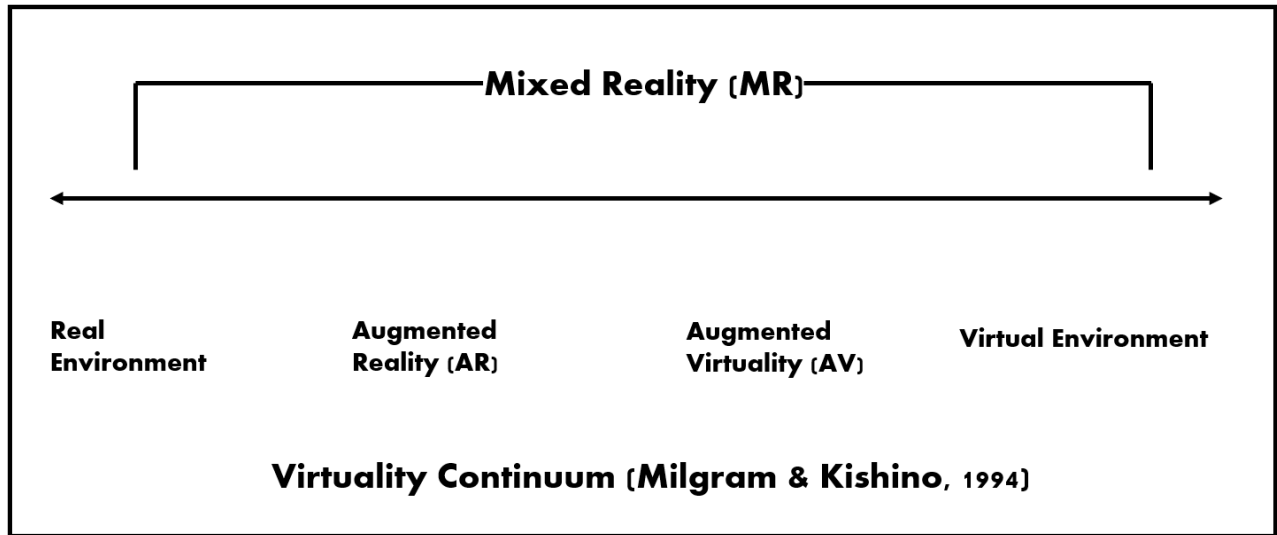 Mixed Reality (MR)
Real
Environment
Augmented
Reality (AR)
Augmented
Virtuality (AV)
Virtual Environment
Virtuality Continuum (Milgram & Kishino, 1994)